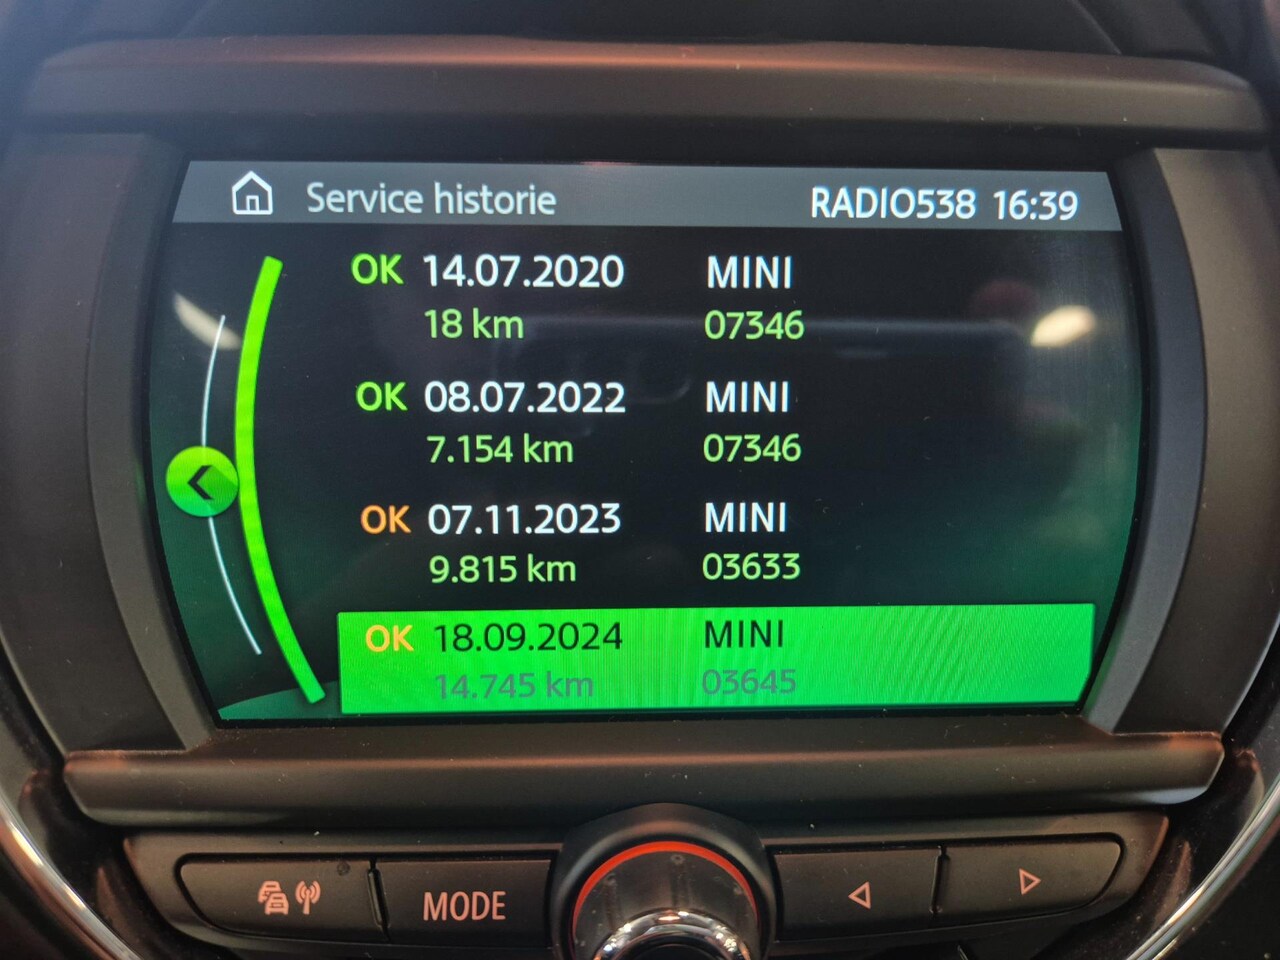 Service historie RADIO538 16:39
OK 14.07.2020 MINI
18 km 07346
OK 08.07.2022 MINI
7.154 km 07346
OK 07.11.2023 MINI
9.815 km 03633
OK 18.09.2024 MINI
14.745 km 03645
MODE